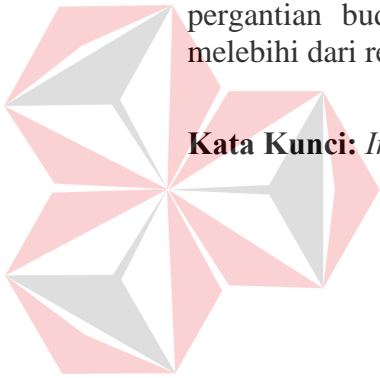 pergantian bud
melebihi dari re
Kata Kunci: In